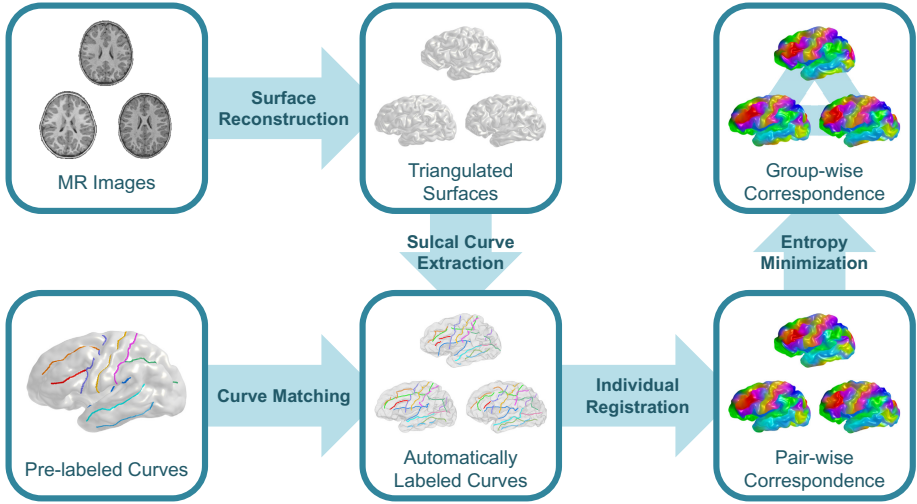 Surface
Reconstruction
MR Images
Triangulated
Surfaces
Group-wise
Correspondence
Sulcal Curve
Extraction
Entropy
Minimization
Curve Matching
Individual
Registration
Pre-labeled Curves
Automatically
Labeled Curves
Pair-wise
Correspondence